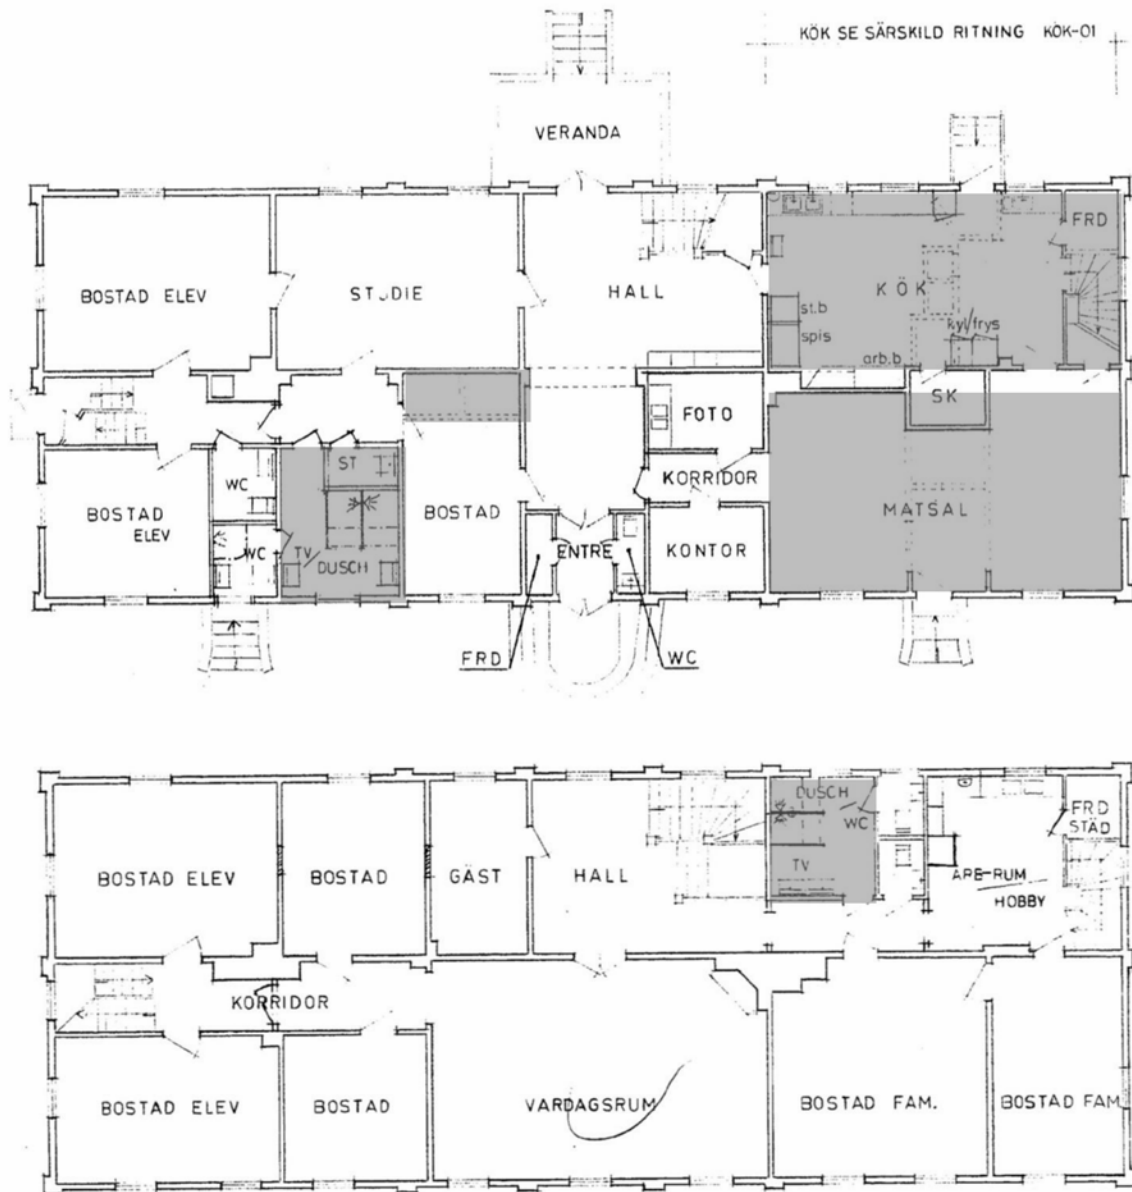 KÖK SE SÄRSKILD RITNING KÖK-01
VERANDA
BOSTAD ELEV
STUDIE
HALL
KÖK
FRD
st.b
spis
kyl/frys
arb.b
SK
FOTO
KORRIDOR
KONTOR
MATSAL
BOSTAD
ELEV
WC
WC
ST
TV/
DUSCH
BOSTAD
ENTRE
FRD
WC
BOSTAD ELEV
BOSTAD
GÄST
HALL
DUSCH
WC
TV
ARB-RUM
HOBBY
FRD
STÄD
KORRIDOR
BOSTAD ELEV
BOSTAD
VARDAGSRUM
BOSTAD FAM.
BOSTAD FAM